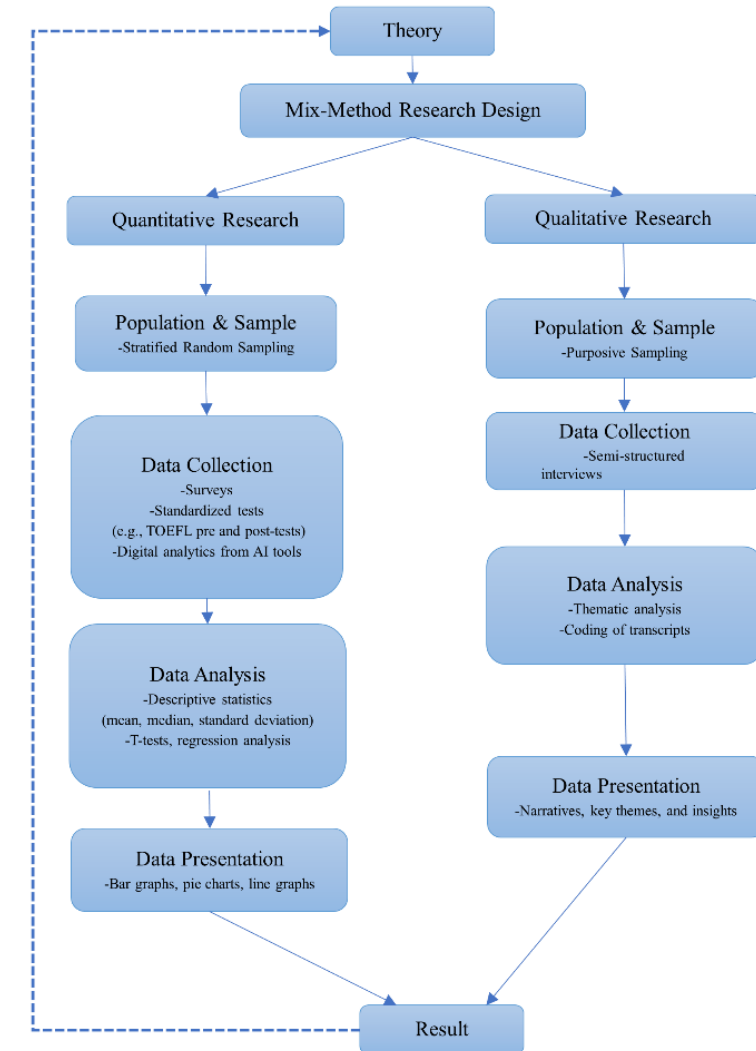 Theory
Mix-Method Research Design
Quantitative Research
Population & Sample
-Stratified Random Sampling
Data Collection
-Surveys
-Standardized tests
(e.g., TOEFL pre and post-tests)
-Digital analytics from AI tools
Data Analysis
-Descriptive statistics
(mean, median, standard deviation)
-T-tests, regression analysis
Data Presentation
-Bar graphs, pie charts, line graphs
Qualitative Research
Population & Sample
-Purposive Sampling
Data Collection
-Semi-structured
interviews
Data Analysis
-Thematic analysis
-Coding of transcripts
Data Presentation
-Narratives, key themes, and insights
Result